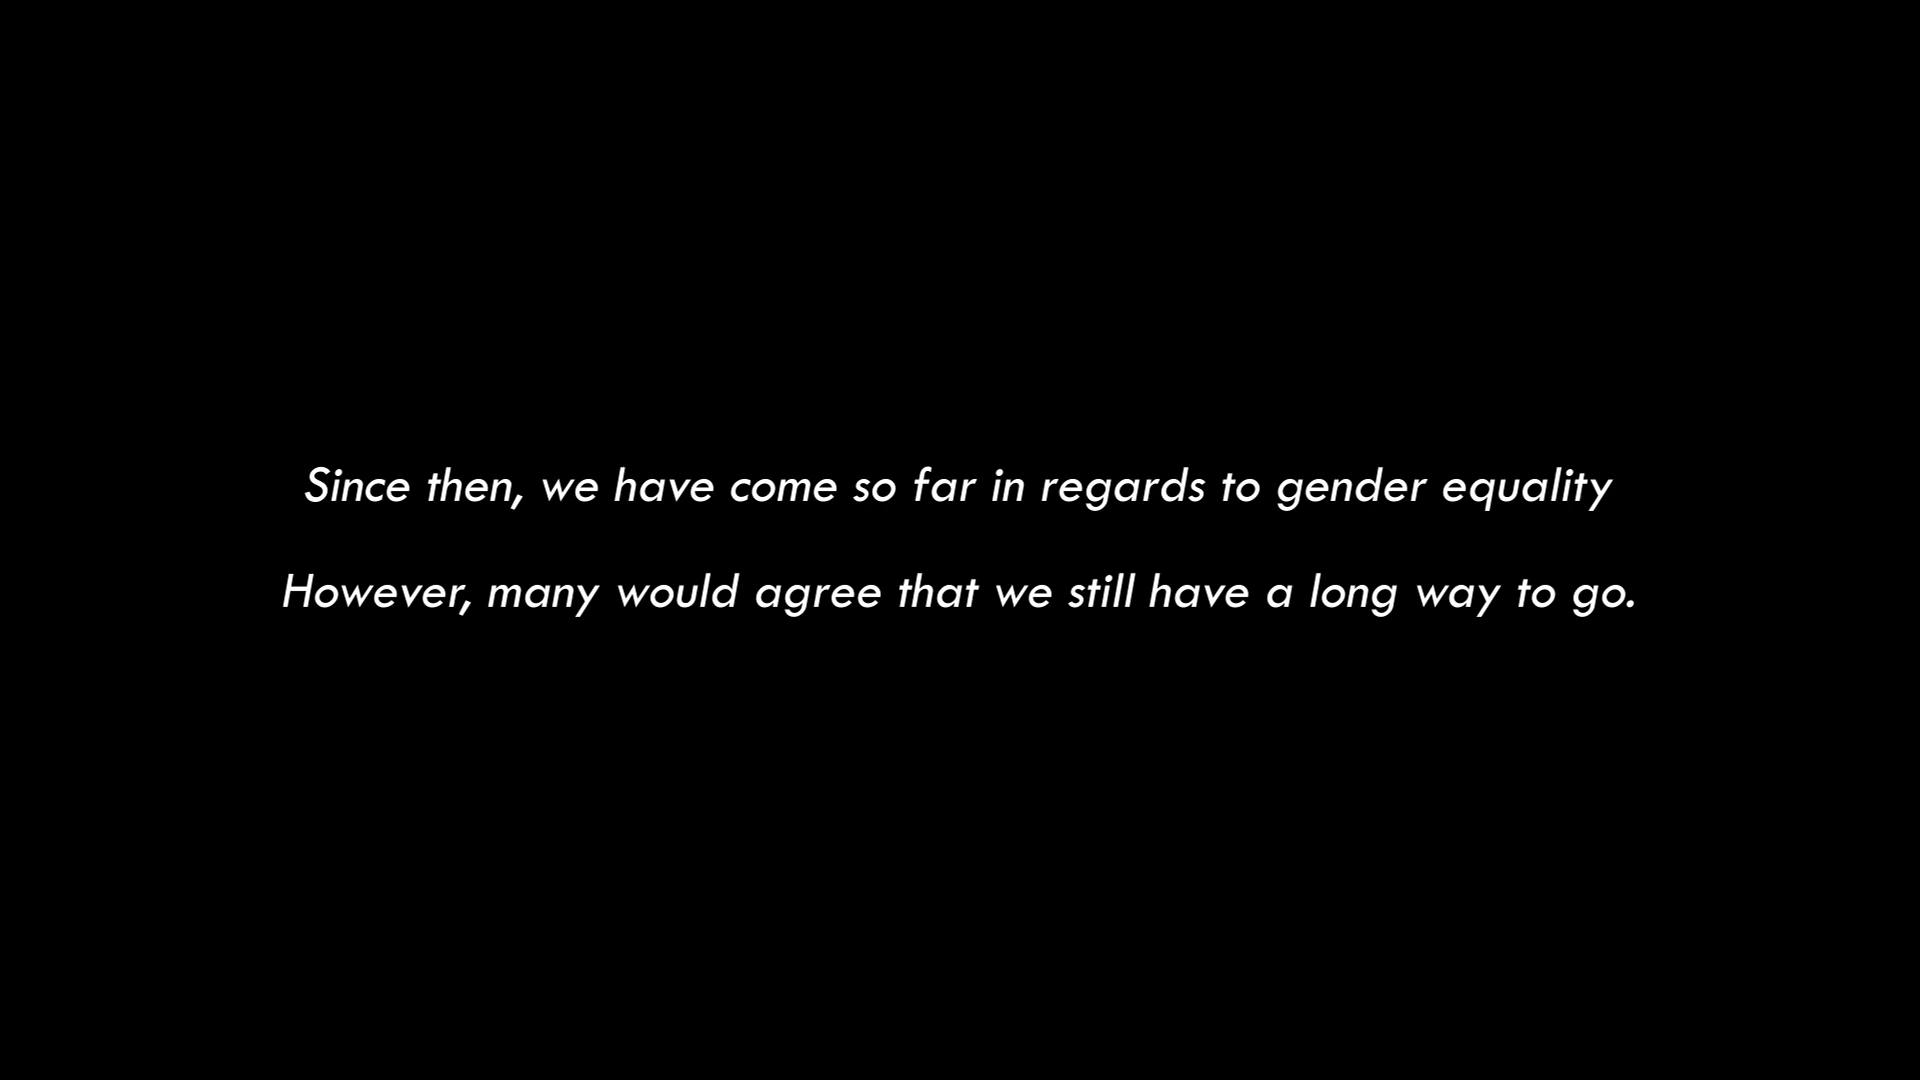 Since then, we have come so far in regards to gender equality
However, many would agree that we still have a long way to go.